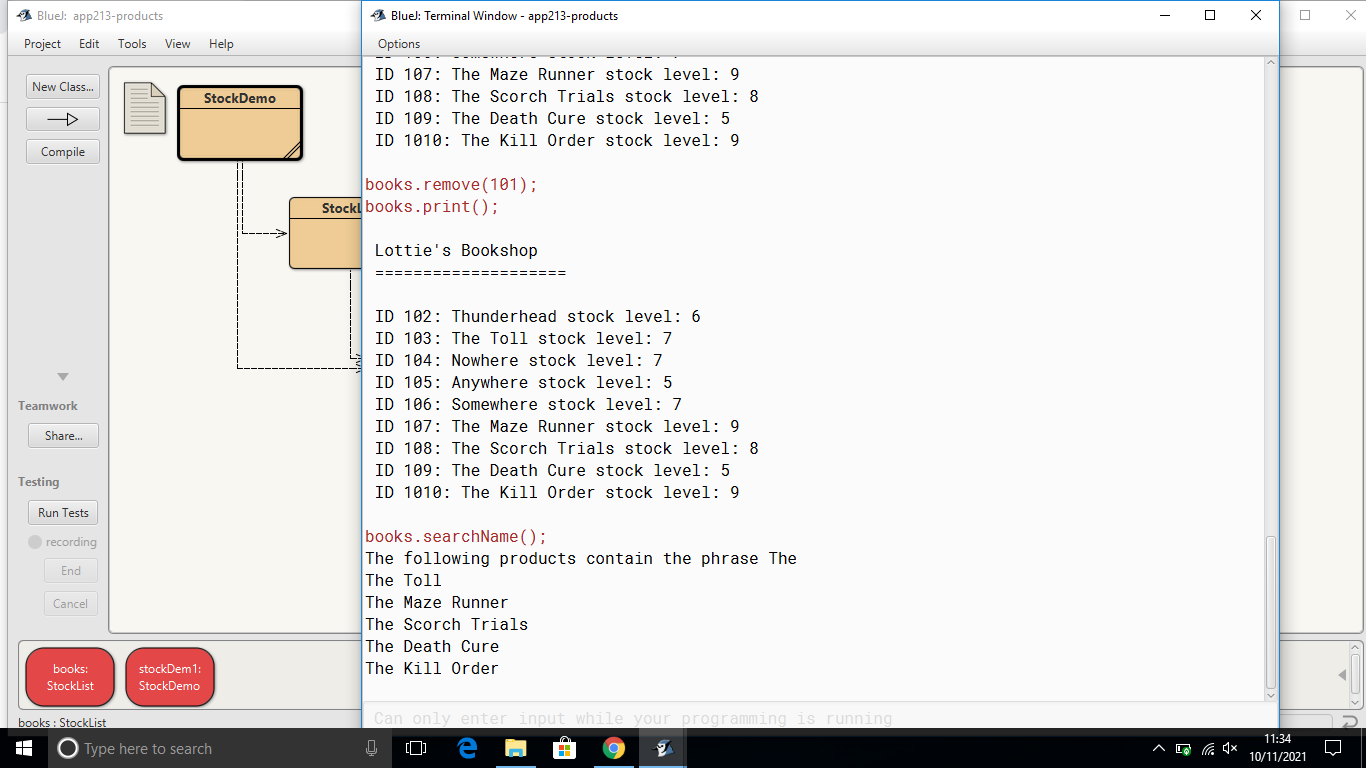 BlueJ: app213-products
Project Edit Tools View Help
New Class...
Compile
Teamwork
Share...
Testing
Run Tests
recording
End
Cancel
StockDemo
StockL
books:
StockList
stockDem1:
StockDemo
books : StockList
BlueJ: Terminal Window - app213-products
Options
ID 107: The Maze Runner stock level: 9
ID 108: The Scorch Trials stock level: 8
ID 109: The Death Cure stock level: 5
ID 1010: The Kill Order stock level: 9
books.remove(101);
books.print();
Lottie's Bookshop
====================
ID 102: Thunderhead stock level: 6
ID 103: The Toll stock level: 7
ID 104: Nowhere stock level: 7
ID 105: Anywhere stock level: 5
ID 106: Somewhere stock level: 7
ID 107: The Maze Runner stock level: 9
ID 108: The Scorch Trials stock level: 8
ID 109: The Death Cure stock level: 5
ID 1010: The Kill Order stock level: 9
books.searchName();
The following products contain the phrase The
The Toll
The Maze Runner
The Scorch Trials
The Death Cure
The Kill Order
Can only enter input while your programming is running
Type here to search
11:34
10/11/2021